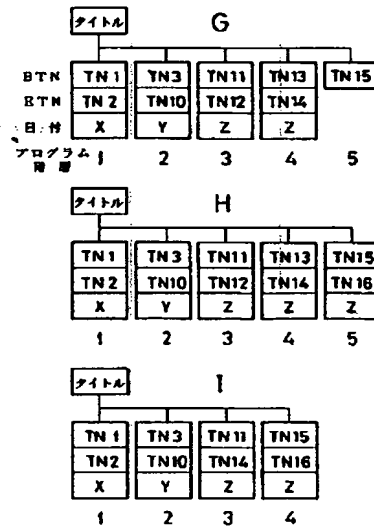 G
タイトル
BTN TN1 TN3 TN11 TN13 TN15
ETN TN2 TN10 TN12 TN14
日付 X Y Z Z
プログラム
階層 1 2 3 4 5
H
タイトル
TN1 TN3 TN11 TN13 TN15
TN2 TN10 TN12 TN14 TN16
X Y Z Z Z
1 2 3 4 5
I
タイトル
TN1 TN3 TN11 TN15
TN2 TN10 TN14 TN16
X Y Z Z
1 2 3 4